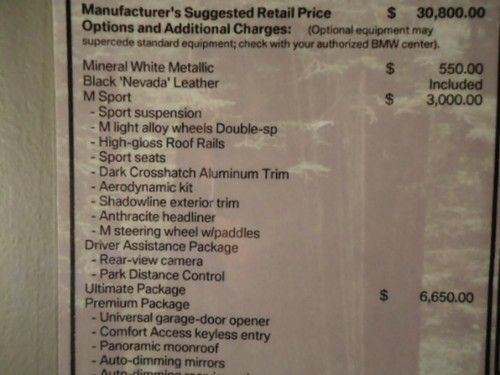 Manufacturer's Suggested Retail Price $ 30,800.00
Options and Additional Charges: (Optional equipment may
supercede standard equipment; check with your authorized BMW center).
Mineral White Metallic $ 550.00
Black 'Nevada' Leather Included
M Sport $ 3,000.00
- Sport suspension
- M light alloy wheels Double-sp
- High-gloss Roof Rails
- Sport seats
- Dark Crosshatch Aluminum Trim
- Aerodynamic kit
- Shadowline exterior trim
- Anthracite headliner
- M steering wheel w/paddles
Driver Assistance Package
- Rear-view camera
- Park Distance Control
Ultimate Package $ 6,650.00
Premium Package
- Universal garage-door opener
- Comfort Access keyless entry
- Panoramic moonroof
- Auto-dimming mirrors
- Auto-dimming